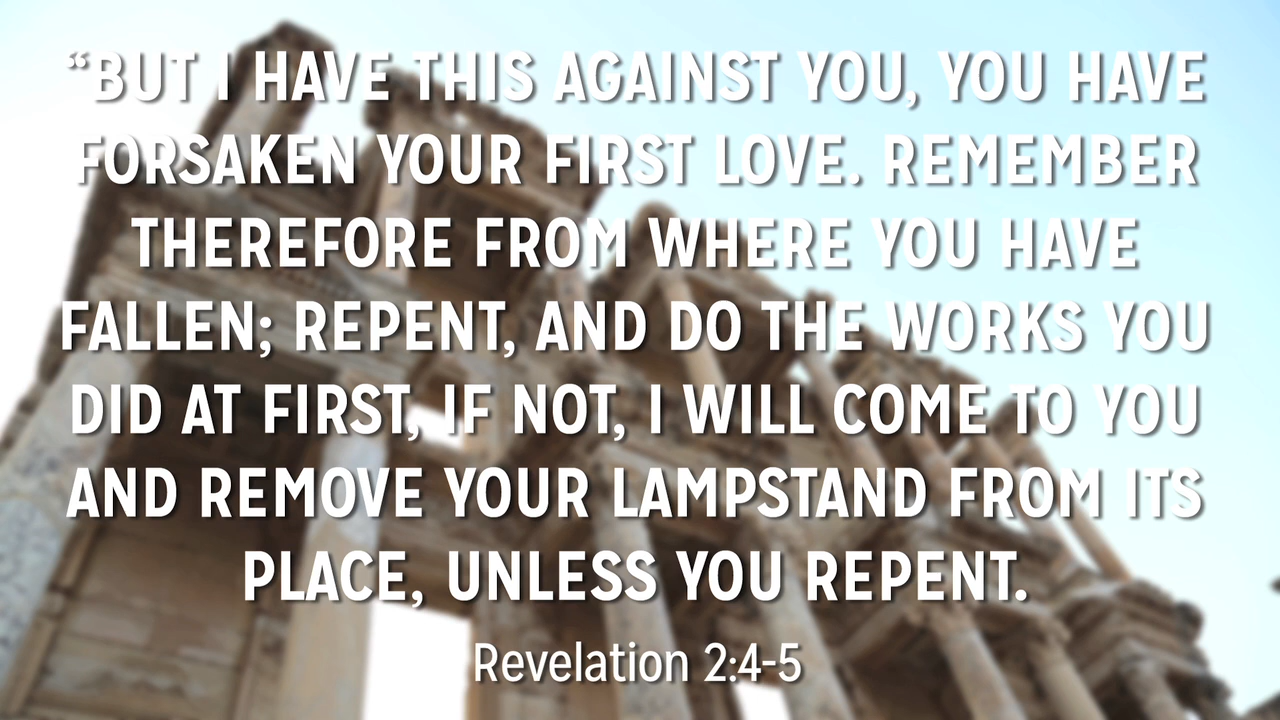 “BUT I HAVE THIS AGAINST YOU, YOU HAVE
FORSAKEN YOUR FIRST LOVE. REMEMBER
THEREFORE FROM WHERE YOU HAVE
FALLEN; REPENT, AND DO THE WORKS YOU
DID AT FIRST, IF NOT, I WILL COME TO YOU
AND REMOVE YOUR LAMPSTAND FROM ITS
PLACE, UNLESS YOU REPENT.
Revelation 2:4-5